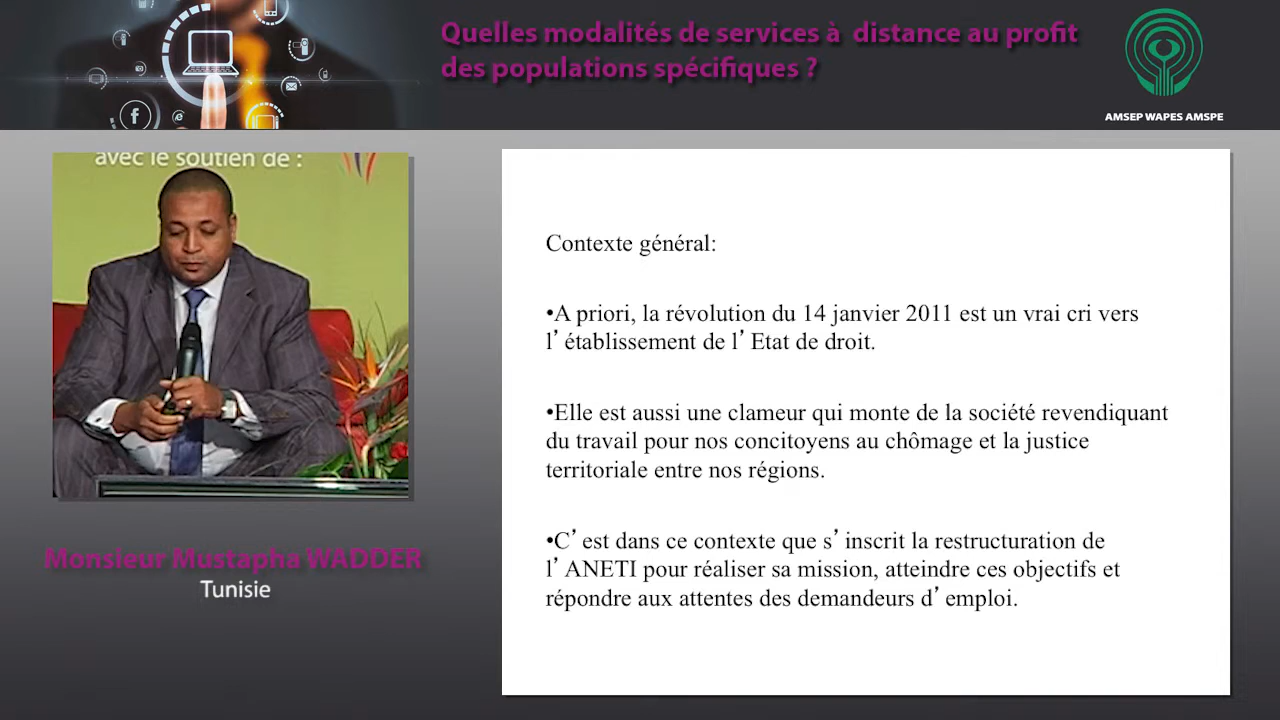 Quelles modalités de services à distance au profit
des populations spécifiques ?
AMSEP WAPES AMSPE
avec le soutien de :
Contexte général:
•A priori, la révolution du 14 janvier 2011 est un vrai cri vers
l’établissement de l’Etat de droit.
•Elle est aussi une clameur qui monte de la société revendiquant
du travail pour nos concitoyens au chômage et la justice
territoriale entre nos régions.
•C’est dans ce contexte que s’inscrit la restructuration de
l’ANETI pour réaliser sa mission, atteindre ces objectifs et
répondre aux attentes des demandeurs d’emploi.
Monsieur Mustapha WADDER
Tunisie